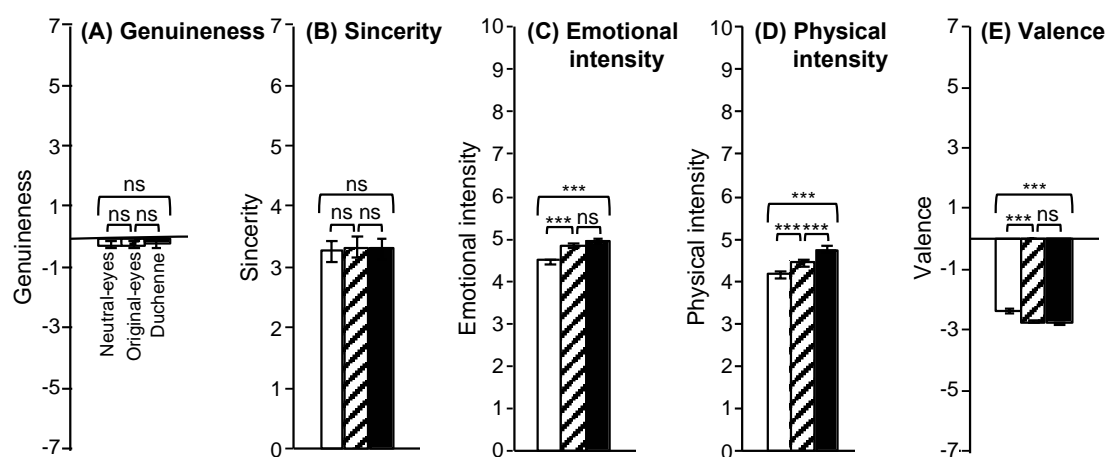 (A) Genuineness
7
5
3
1
-1
-3
-5
-7
Genuineness
ns
ns
ns
Neutral-eyes
Original-eyes
Duchenne
(B) Sincerity
7
6
5
4
3
2
1
0
Sincerity
ns
ns
ns
(C) Emotional
intensity
10
9
8
7
6
5
4
3
2
1
0
Emotional intensity
***
***
ns
(D) Physical
intensity
10
9
8
7
6
5
4
3
2
1
0
Physical intensity
***
***
***
(E) Valence
7
5
3
1
-1
-3
-5
-7
Valence
***
***
ns